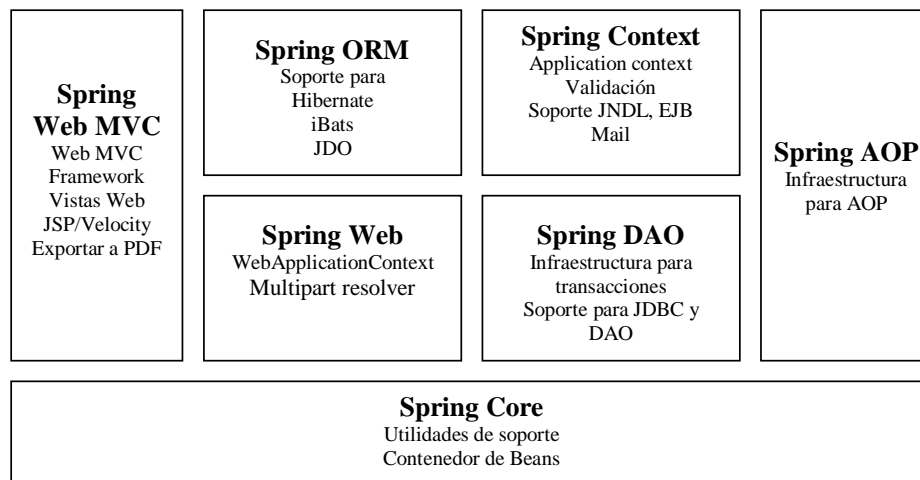 Spring
Web MVC
Web MVC
Framework
Vistas Web
JSP/Velocity
Exportar a PDF
Spring ORM
Soporte para
Hibernate
iBats
JDO
Spring Context
Application context
Validación
Soporte JNDL, EJB
Mail
Spring AOP
Infraestructura
para AOP
Spring Web
WebApplicationContext
Multipart resolver
Spring DAO
Infraestructura para
transacciones
Soporte para JDBC y
DAO
Spring Core
Utilidades de soporte
Contenedor de Beans